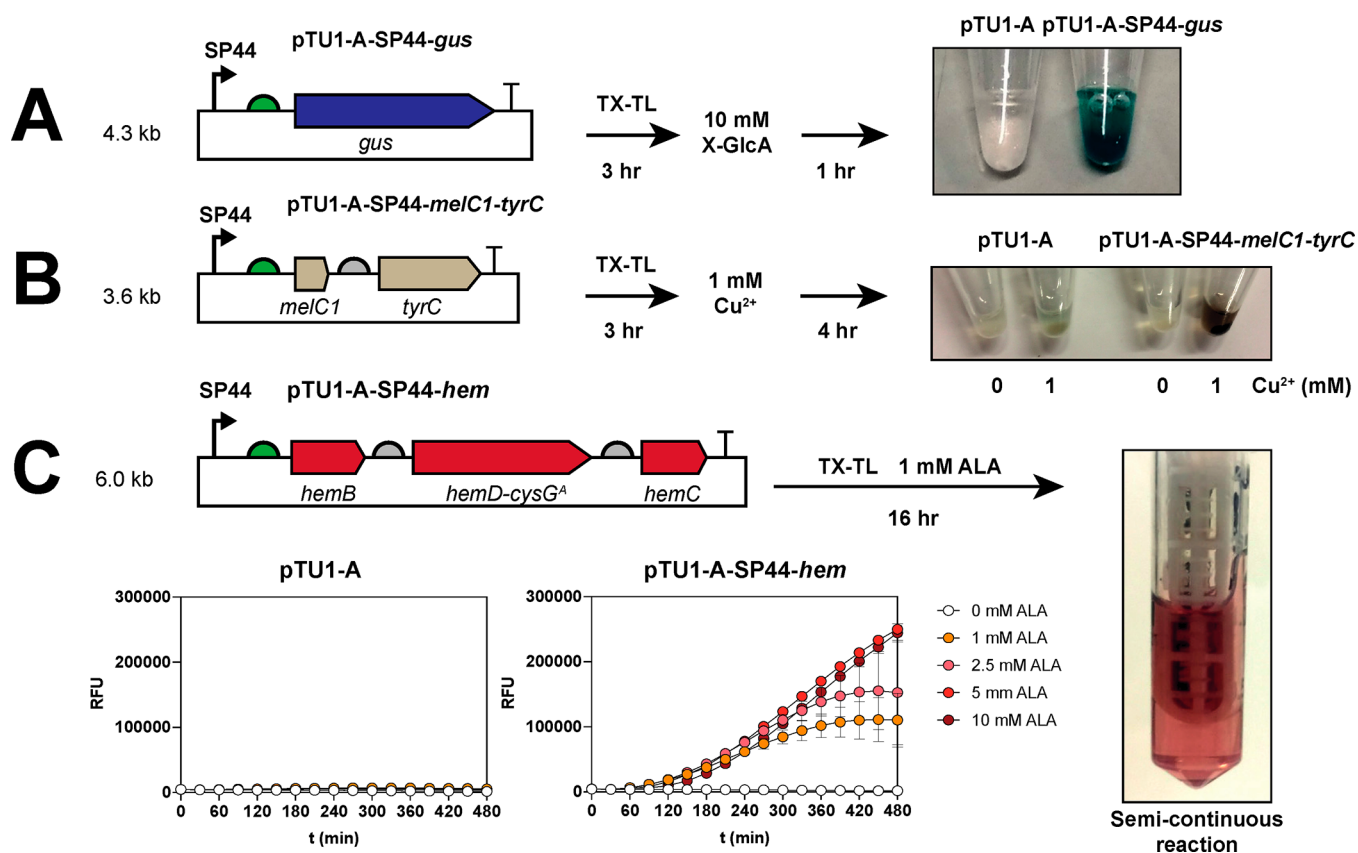 pTU1-A-SP44-gus
SP44
A
4.3 kb
gus
TX-TL
3 hr
10 mM
X-GlcA
1 hr
pTU1-A pTU1-A-SP44-gus
pTU1-A-SP44-melC1-tyrC
SP44
B
3.6 kb
melC1
tyrC
TX-TL
3 hr
1 mM
Cu²⁺
4 hr
pTU1-A
pTU1-A-SP44-melC1-tyrC
0 1 0 1 Cu²⁺ (mM)
pTU1-A-SP44-hem
SP44
C
6.0 kb
hemB
hemD-cysGᴬ
hemC
TX-TL 1 mM ALA
16 hr
pTU1-A
300000
200000
100000
0
RFU
0 60 120 180 240 300 360 420 480
t (min)
pTU1-A-SP44-hem
300000
200000
100000
0
RFU
0 60 120 180 240 300 360 420 480
t (min)
0 mM ALA
1 mM ALA
2.5 mM ALA
5 mm ALA
10 mM ALA
Semi-continuous
reaction